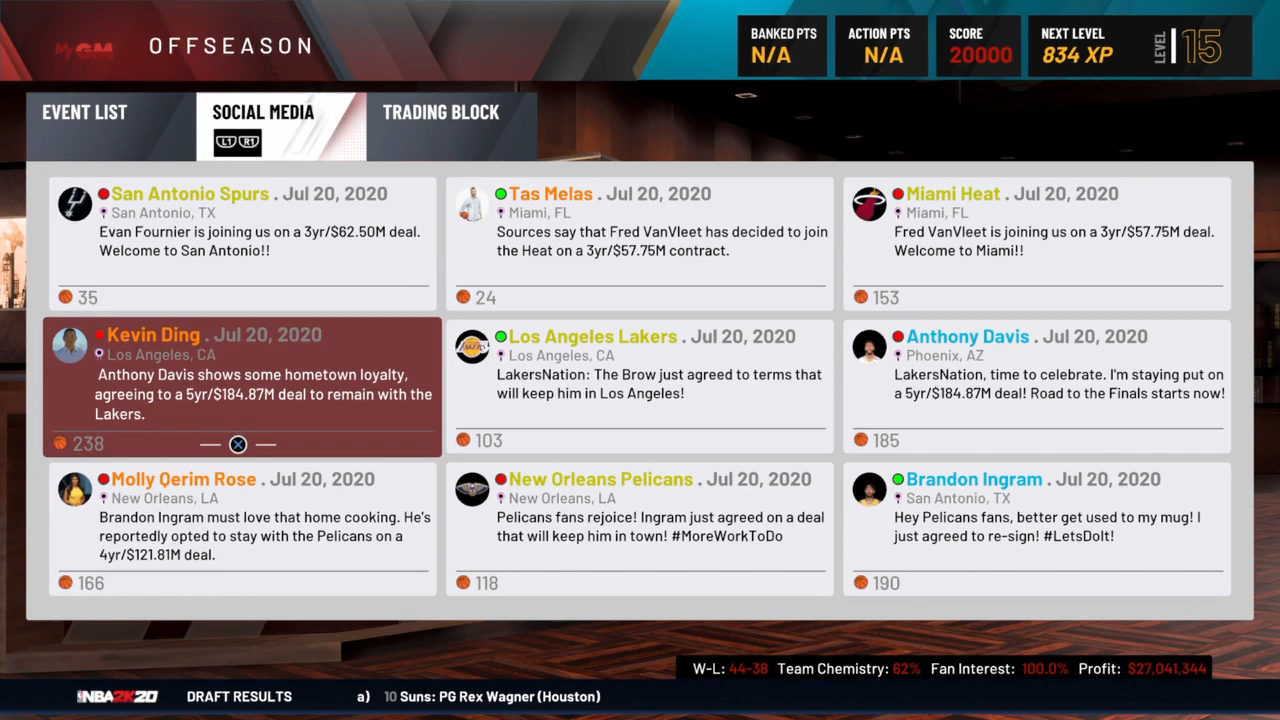 MyGM
OFFSEASON
BANKED PTS
N/A
ACTION PTS
N/A
SCORE
20000
NEXT LEVEL
834 XP
LEVEL
15
EVENT LIST
SOCIAL MEDIA
L1 R1
TRADING BLOCK
San Antonio Spurs . Jul 20, 2020
San Antonio, TX
Evan Fournier is joining us on a 3yr/$62.50M deal.
Welcome to San Antonio!!
35
Tas Melas . Jul 20, 2020
Miami, FL
Sources say that Fred VanVleet has decided to join
the Heat on a 3yr/$57.75M contract.
24
Miami Heat . Jul 20, 2020
Miami, FL
Fred VanVleet is joining us on a 3yr/$57.75M deal.
Welcome to Miami!!
153
Kevin Ding . Jul 20, 2020
Los Angeles, CA
Anthony Davis shows some hometown loyalty,
agreeing to a 5yr/$184.87M deal to remain with the
Lakers.
238
Los Angeles Lakers . Jul 20, 2020
Los Angeles, CA
LakersNation: The Brow just agreed to terms that
will keep him in Los Angeles!
103
Anthony Davis . Jul 20, 2020
Phoenix, AZ
LakersNation, time to celebrate. I'm staying put on
a 5yr/$184.87M deal! Road to the Finals starts now!
185
Molly Qerim Rose . Jul 20, 2020
New Orleans, LA
Brandon Ingram must love that home cooking. He's
reportedly opted to stay with the Pelicans on a
4yr/$121.81M deal.
166
New Orleans Pelicans . Jul 20, 2020
New Orleans, LA
Pelicans fans rejoice! Ingram just agreed on a deal
that will keep him in town! #MoreWorkToDo
118
Brandon Ingram . Jul 20, 2020
San Antonio, TX
Hey Pelicans fans, better get used to my mug! I
just agreed to re-sign! #LetsDoIt!
190
W-L: 44-38 Team Chemistry: 62% Fan Interest: 100.0% Profit: $27,041,344
NBA2K20 DRAFT RESULTS a) 10 Suns: PG Rex Wagner (Houston)